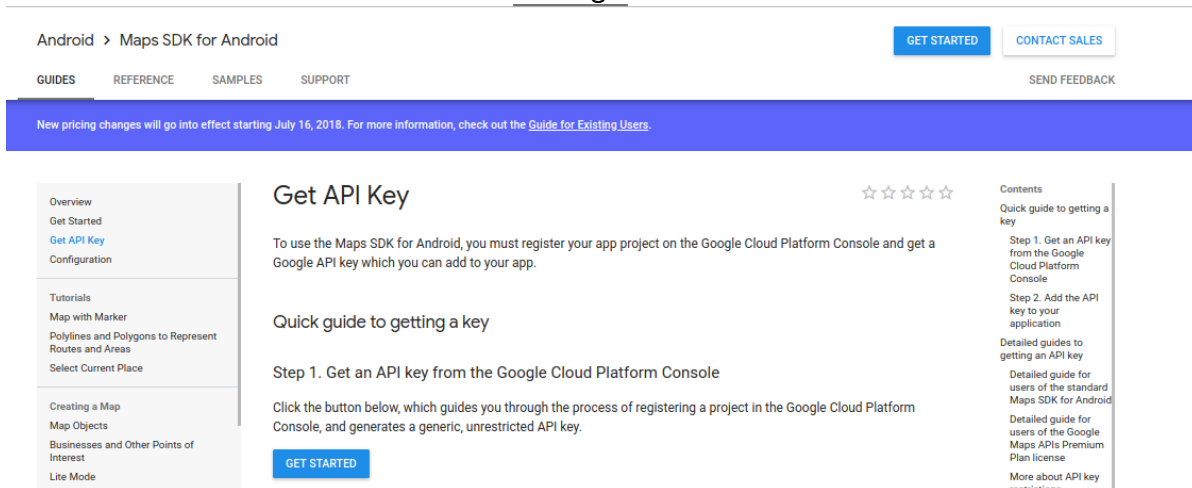 Android > Maps SDK for Android
GET STARTED
CONTACT SALES
GUIDES
REFERENCE
SAMPLES
SUPPORT
SEND FEEDBACK
New pricing changes will go into effect starting July 16, 2018. For more information, check out the Guide for Existing Users.
Overview
Get Started
Get API Key
Configuration
Tutorials
Map with Marker
Polylines and Polygons to Represent
Routes and Areas
Select Current Place
Creating a Map
Map Objects
Businesses and Other Points of
Interest
Lite Mode
Get API Key
To use the Maps SDK for Android, you must register your app project on the Google Cloud Platform Console and get a
Google API key which you can add to your app.
Quick guide to getting a key
Step 1. Get an API key from the Google Cloud Platform Console
Click the button below, which guides you through the process of registering a project in the Google Cloud Platform
Console, and generates a generic, unrestricted API key.
GET STARTED
Contents
Quick guide to getting a
key
Step 1. Get an API key
from the Google
Cloud Platform
Console
Step 2. Add the API
key to your
application
Detailed guides to
getting an API key
Detailed guide for
users of the standard
Maps SDK for Android
Detailed guide for
users of the Google
Maps APIs Premium
Plan license
More about API key